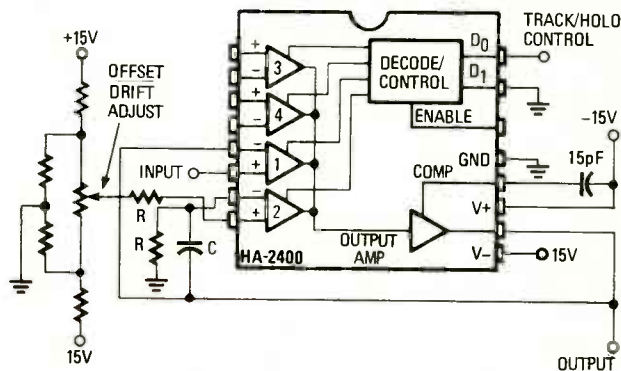 +15V
OFFSET
DRIFT
ADJUST
INPUT
R
R
C
15V
+
-
3
+
-
4
-
+
1
-
+
2
HA-2400
DECODE/
CONTROL
D0
D1
ENABLE
GND
COMP
V+
OUTPUT
AMP
V-
TRACK/HOLO
CONTROL
-15V
15pF
15V
OUTPUT